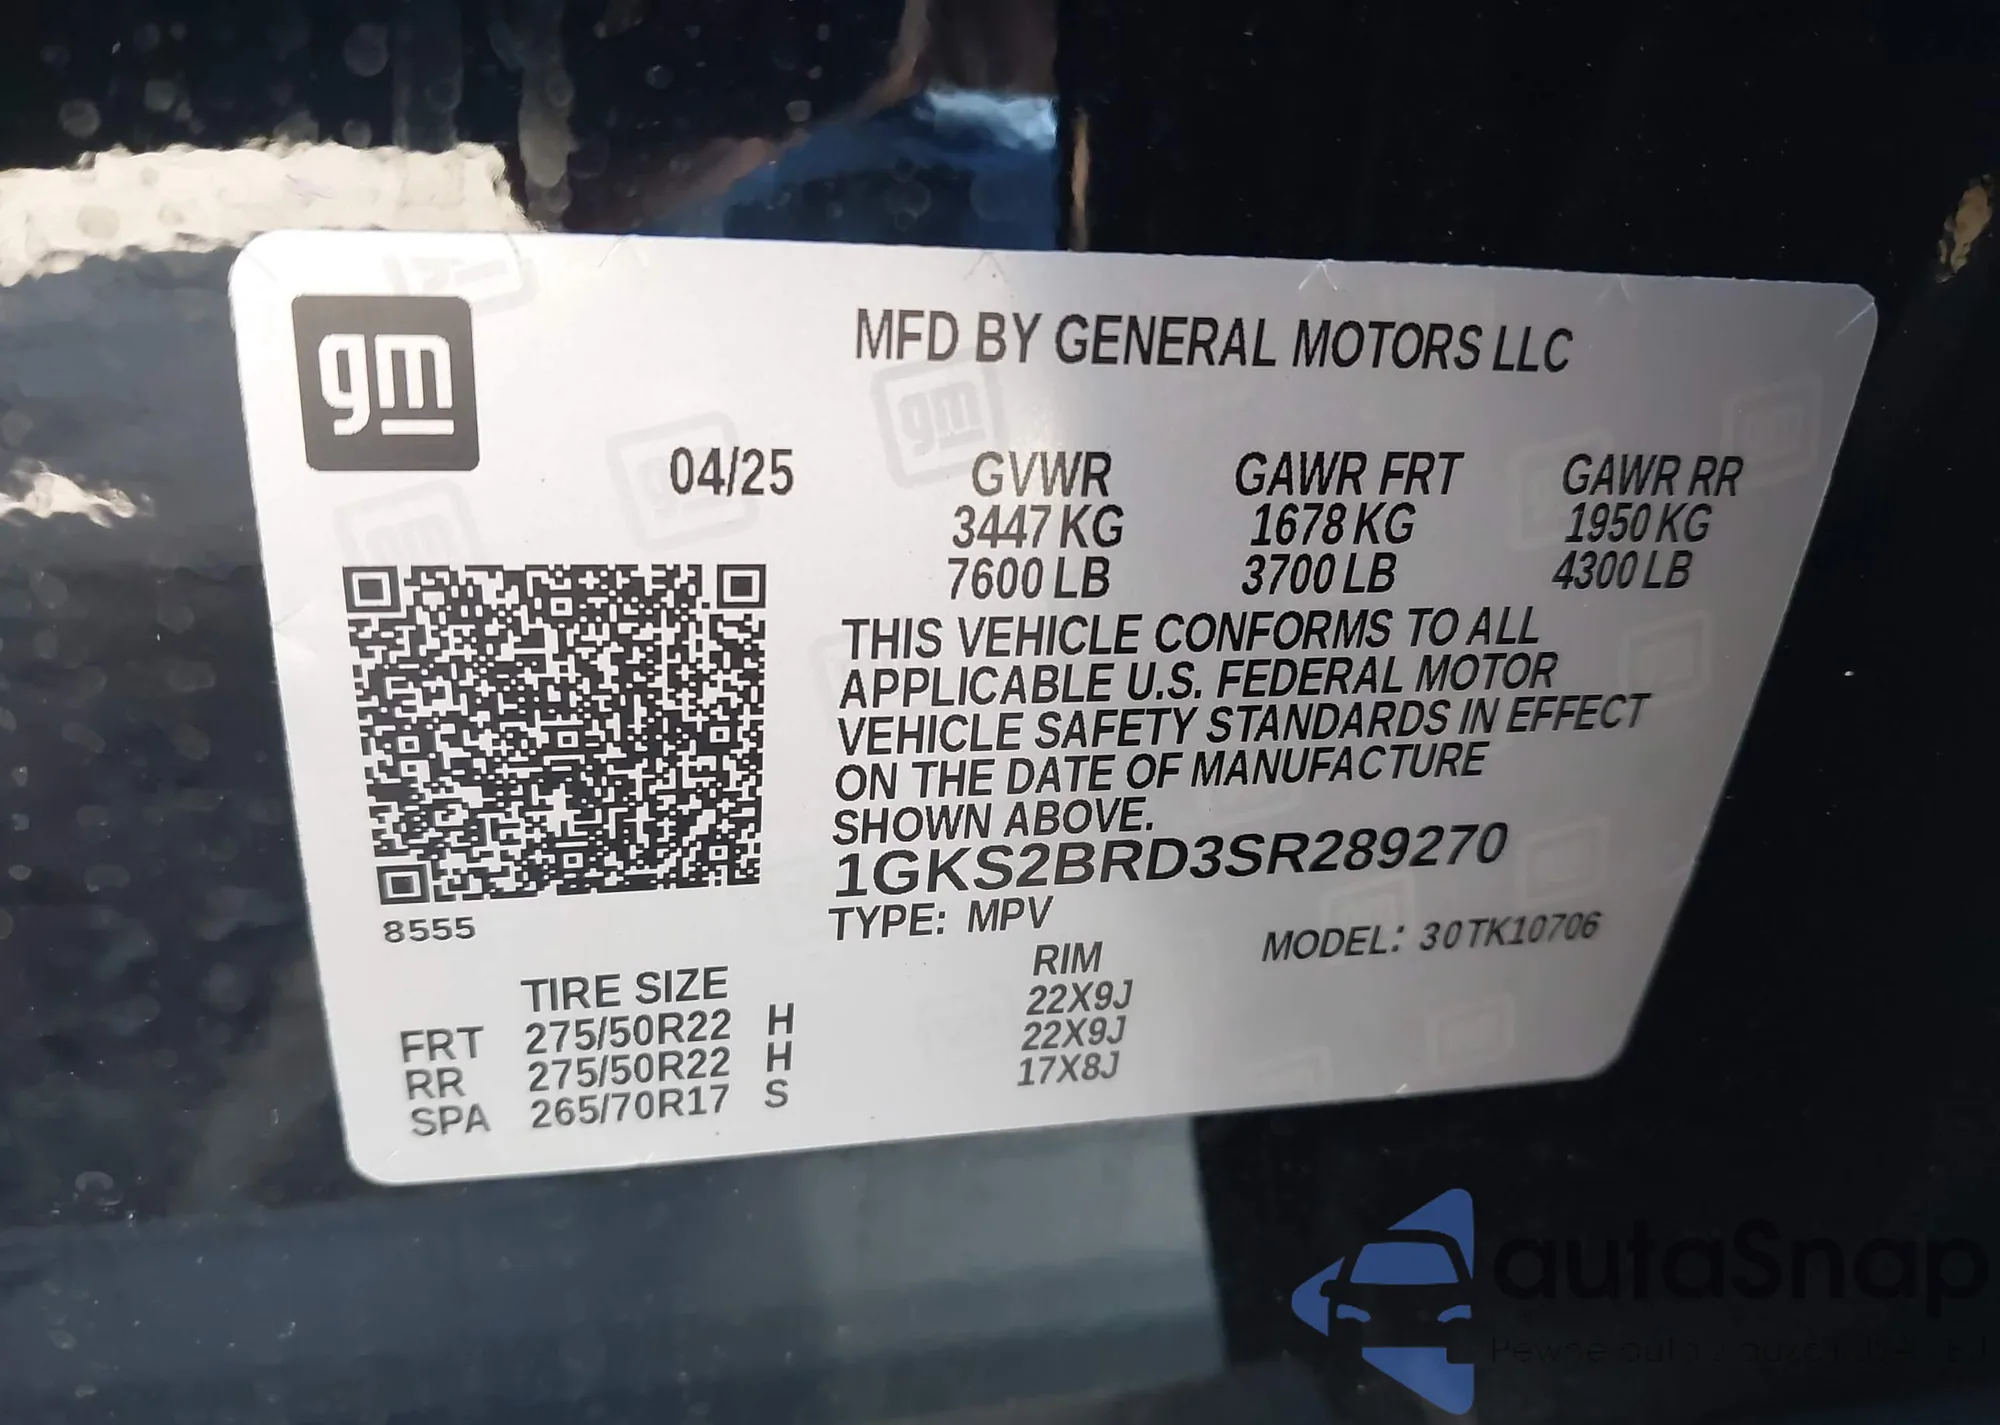 gm
MFD BY GENERAL MOTORS LLC
04/25
GVWR GAWR FRT GAWR RR
3447 KG 1678 KG 1950 KG
7600 LB 3700 LB 4300 LB
THIS VEHICLE CONFORMS TO ALL
APPLICABLE U.S. FEDERAL MOTOR
VEHICLE SAFETY STANDARDS IN EFFECT
ON THE DATE OF MANUFACTURE
SHOWN ABOVE.
1GKS2BRD3SR289270
8555
TYPE: MPV
MODEL: 30TK10706
TIRE SIZE RIM
FRT 275/50R22 H 22X9J
RR 275/50R22 H 22X9J
SPA 265/70R17 S 17X8J
autaSnap